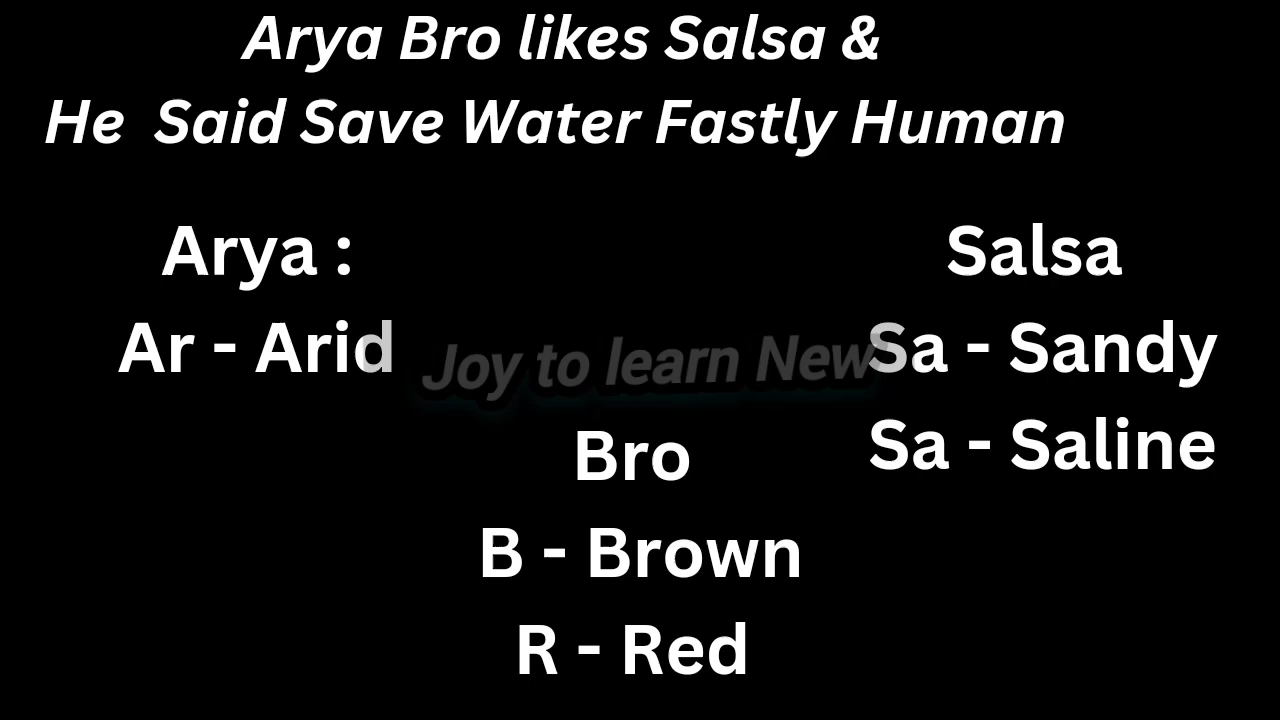 Arya Bro likes Salsa &
He Said Save Water Fastly Human
Arya :
Ar - Arid
Joy to learn New
Bro
B - Brown
R - Red
Salsa
Sa - Sandy
Sa - Saline